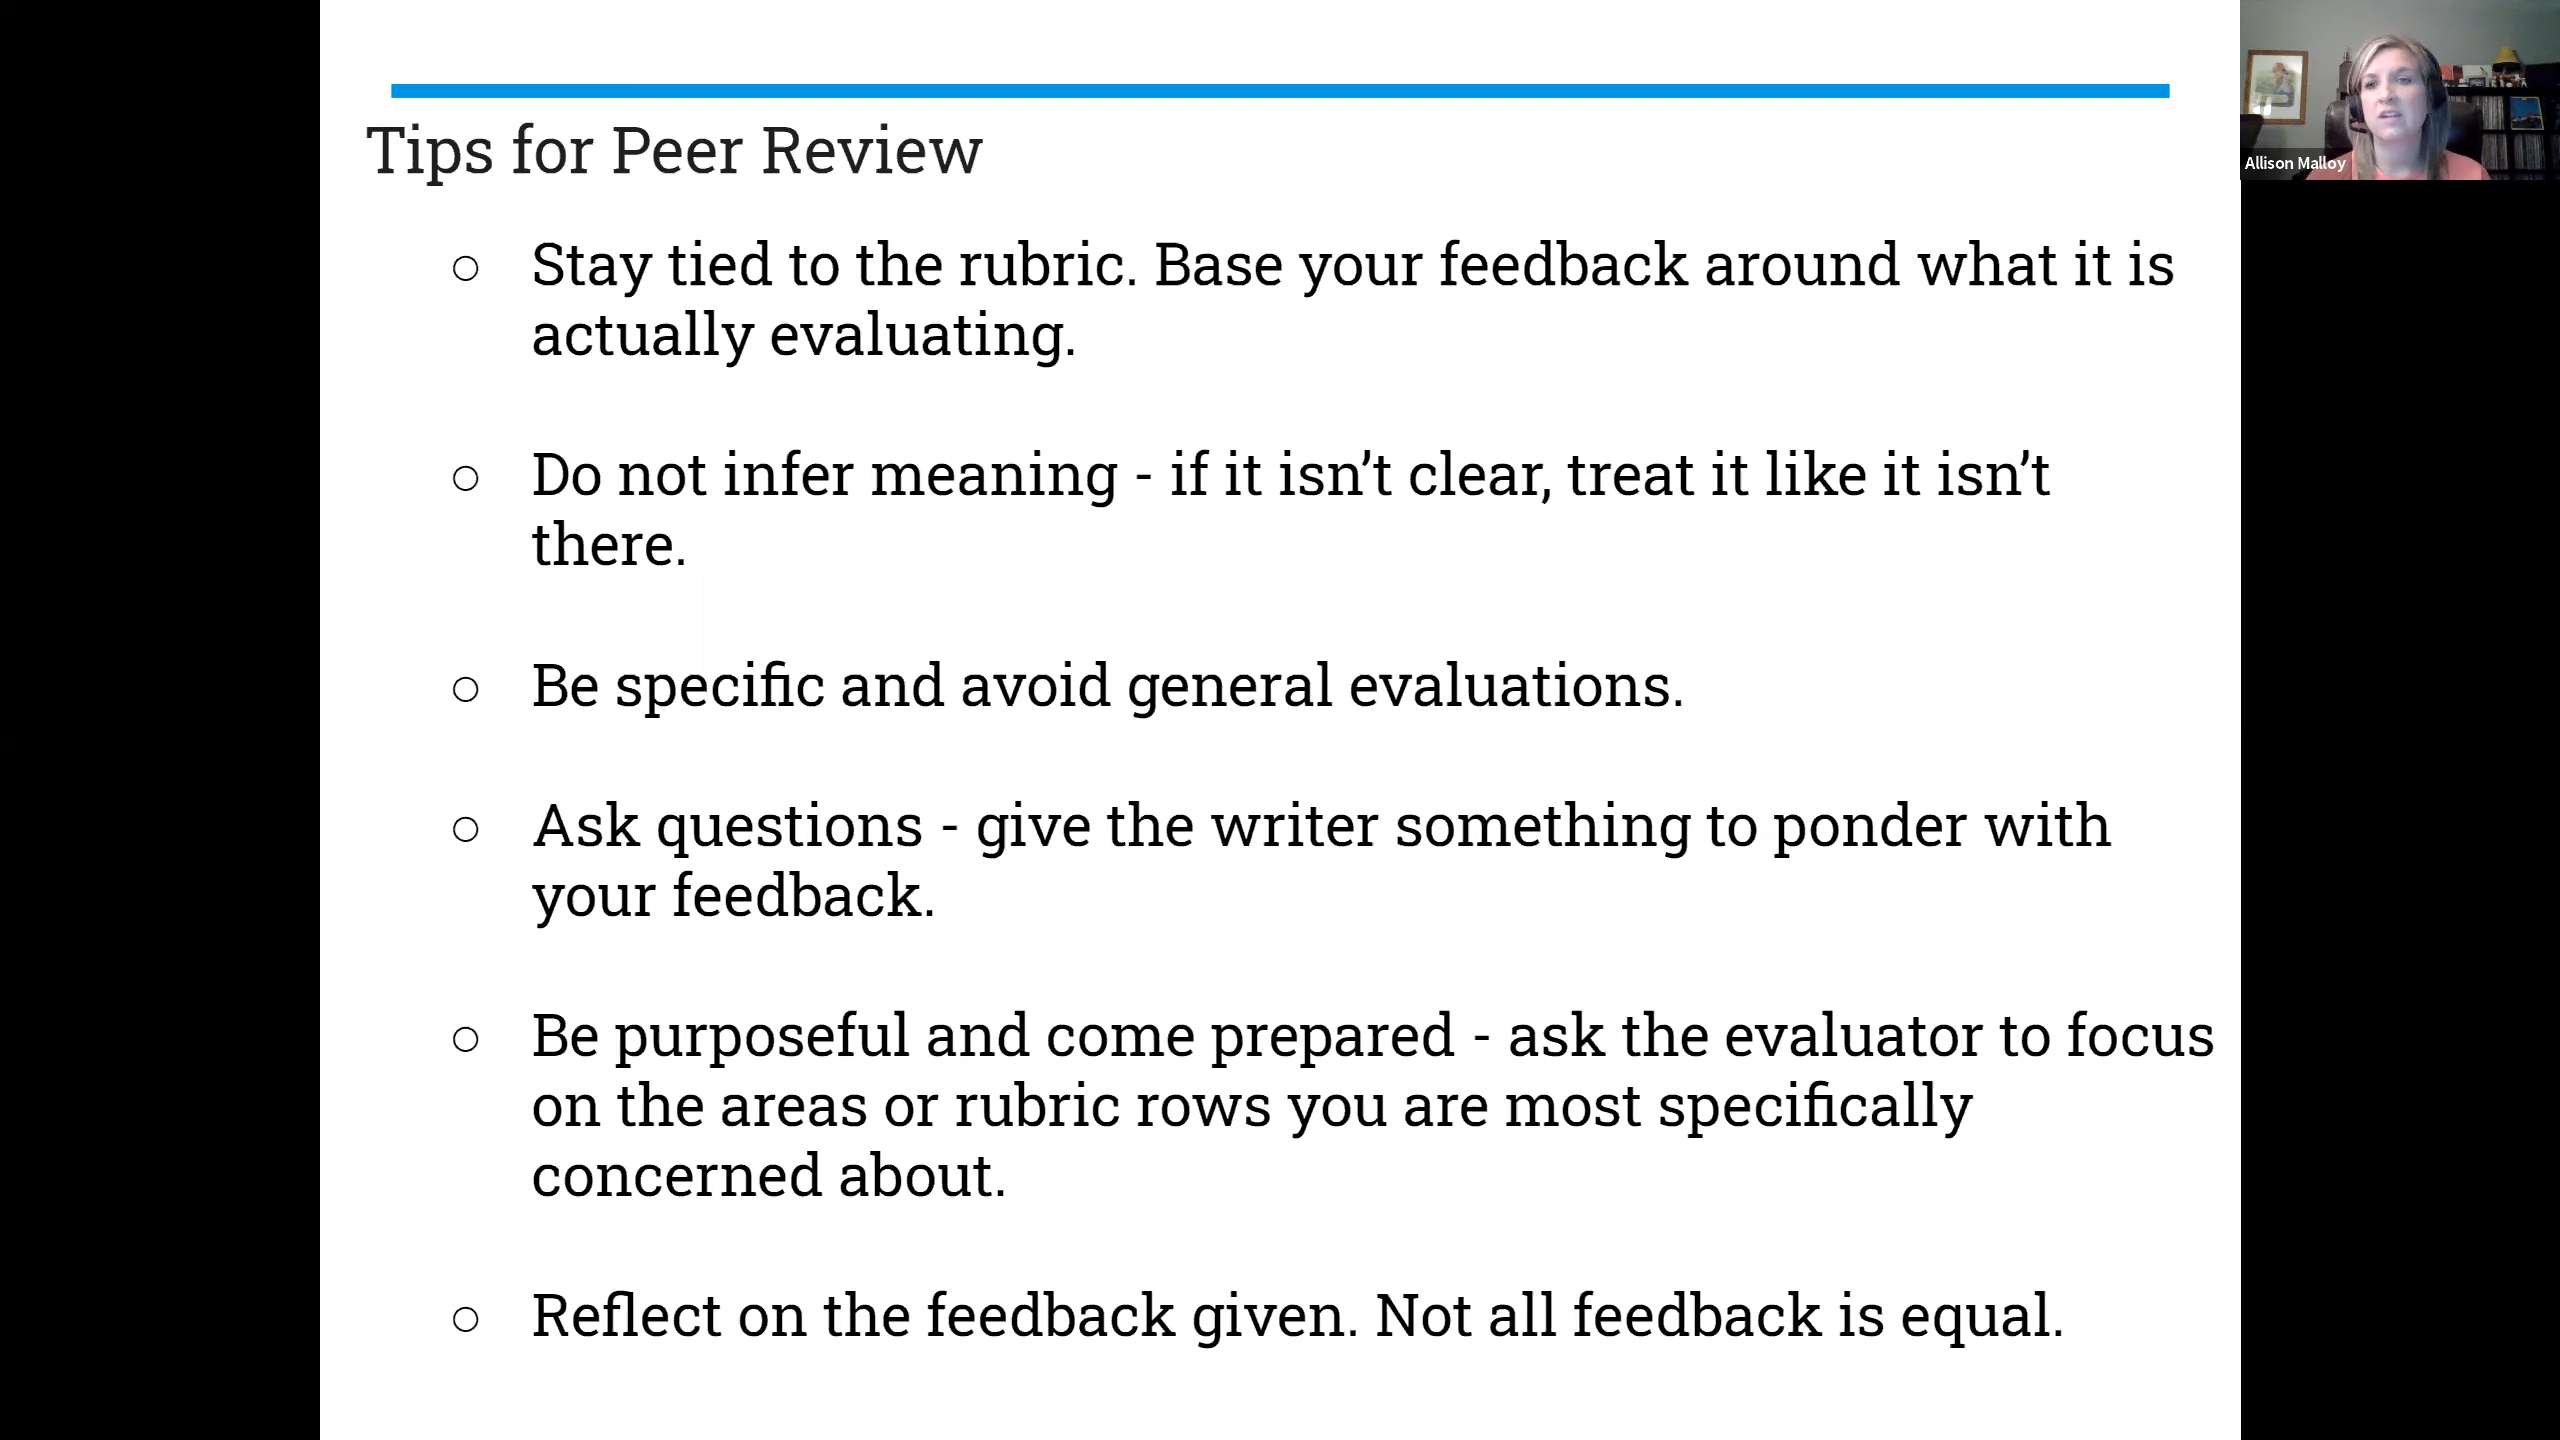 Tips for Peer Review
Allison Malloy
○ Stay tied to the rubric. Base your feedback around what it is
actually evaluating.
○ Do not infer meaning - if it isn’t clear, treat it like it isn’t
there.
○ Be specific and avoid general evaluations.
○ Ask questions - give the writer something to ponder with
your feedback.
○ Be purposeful and come prepared - ask the evaluator to focus
on the areas or rubric rows you are most specifically
concerned about.
○ Reflect on the feedback given. Not all feedback is equal.